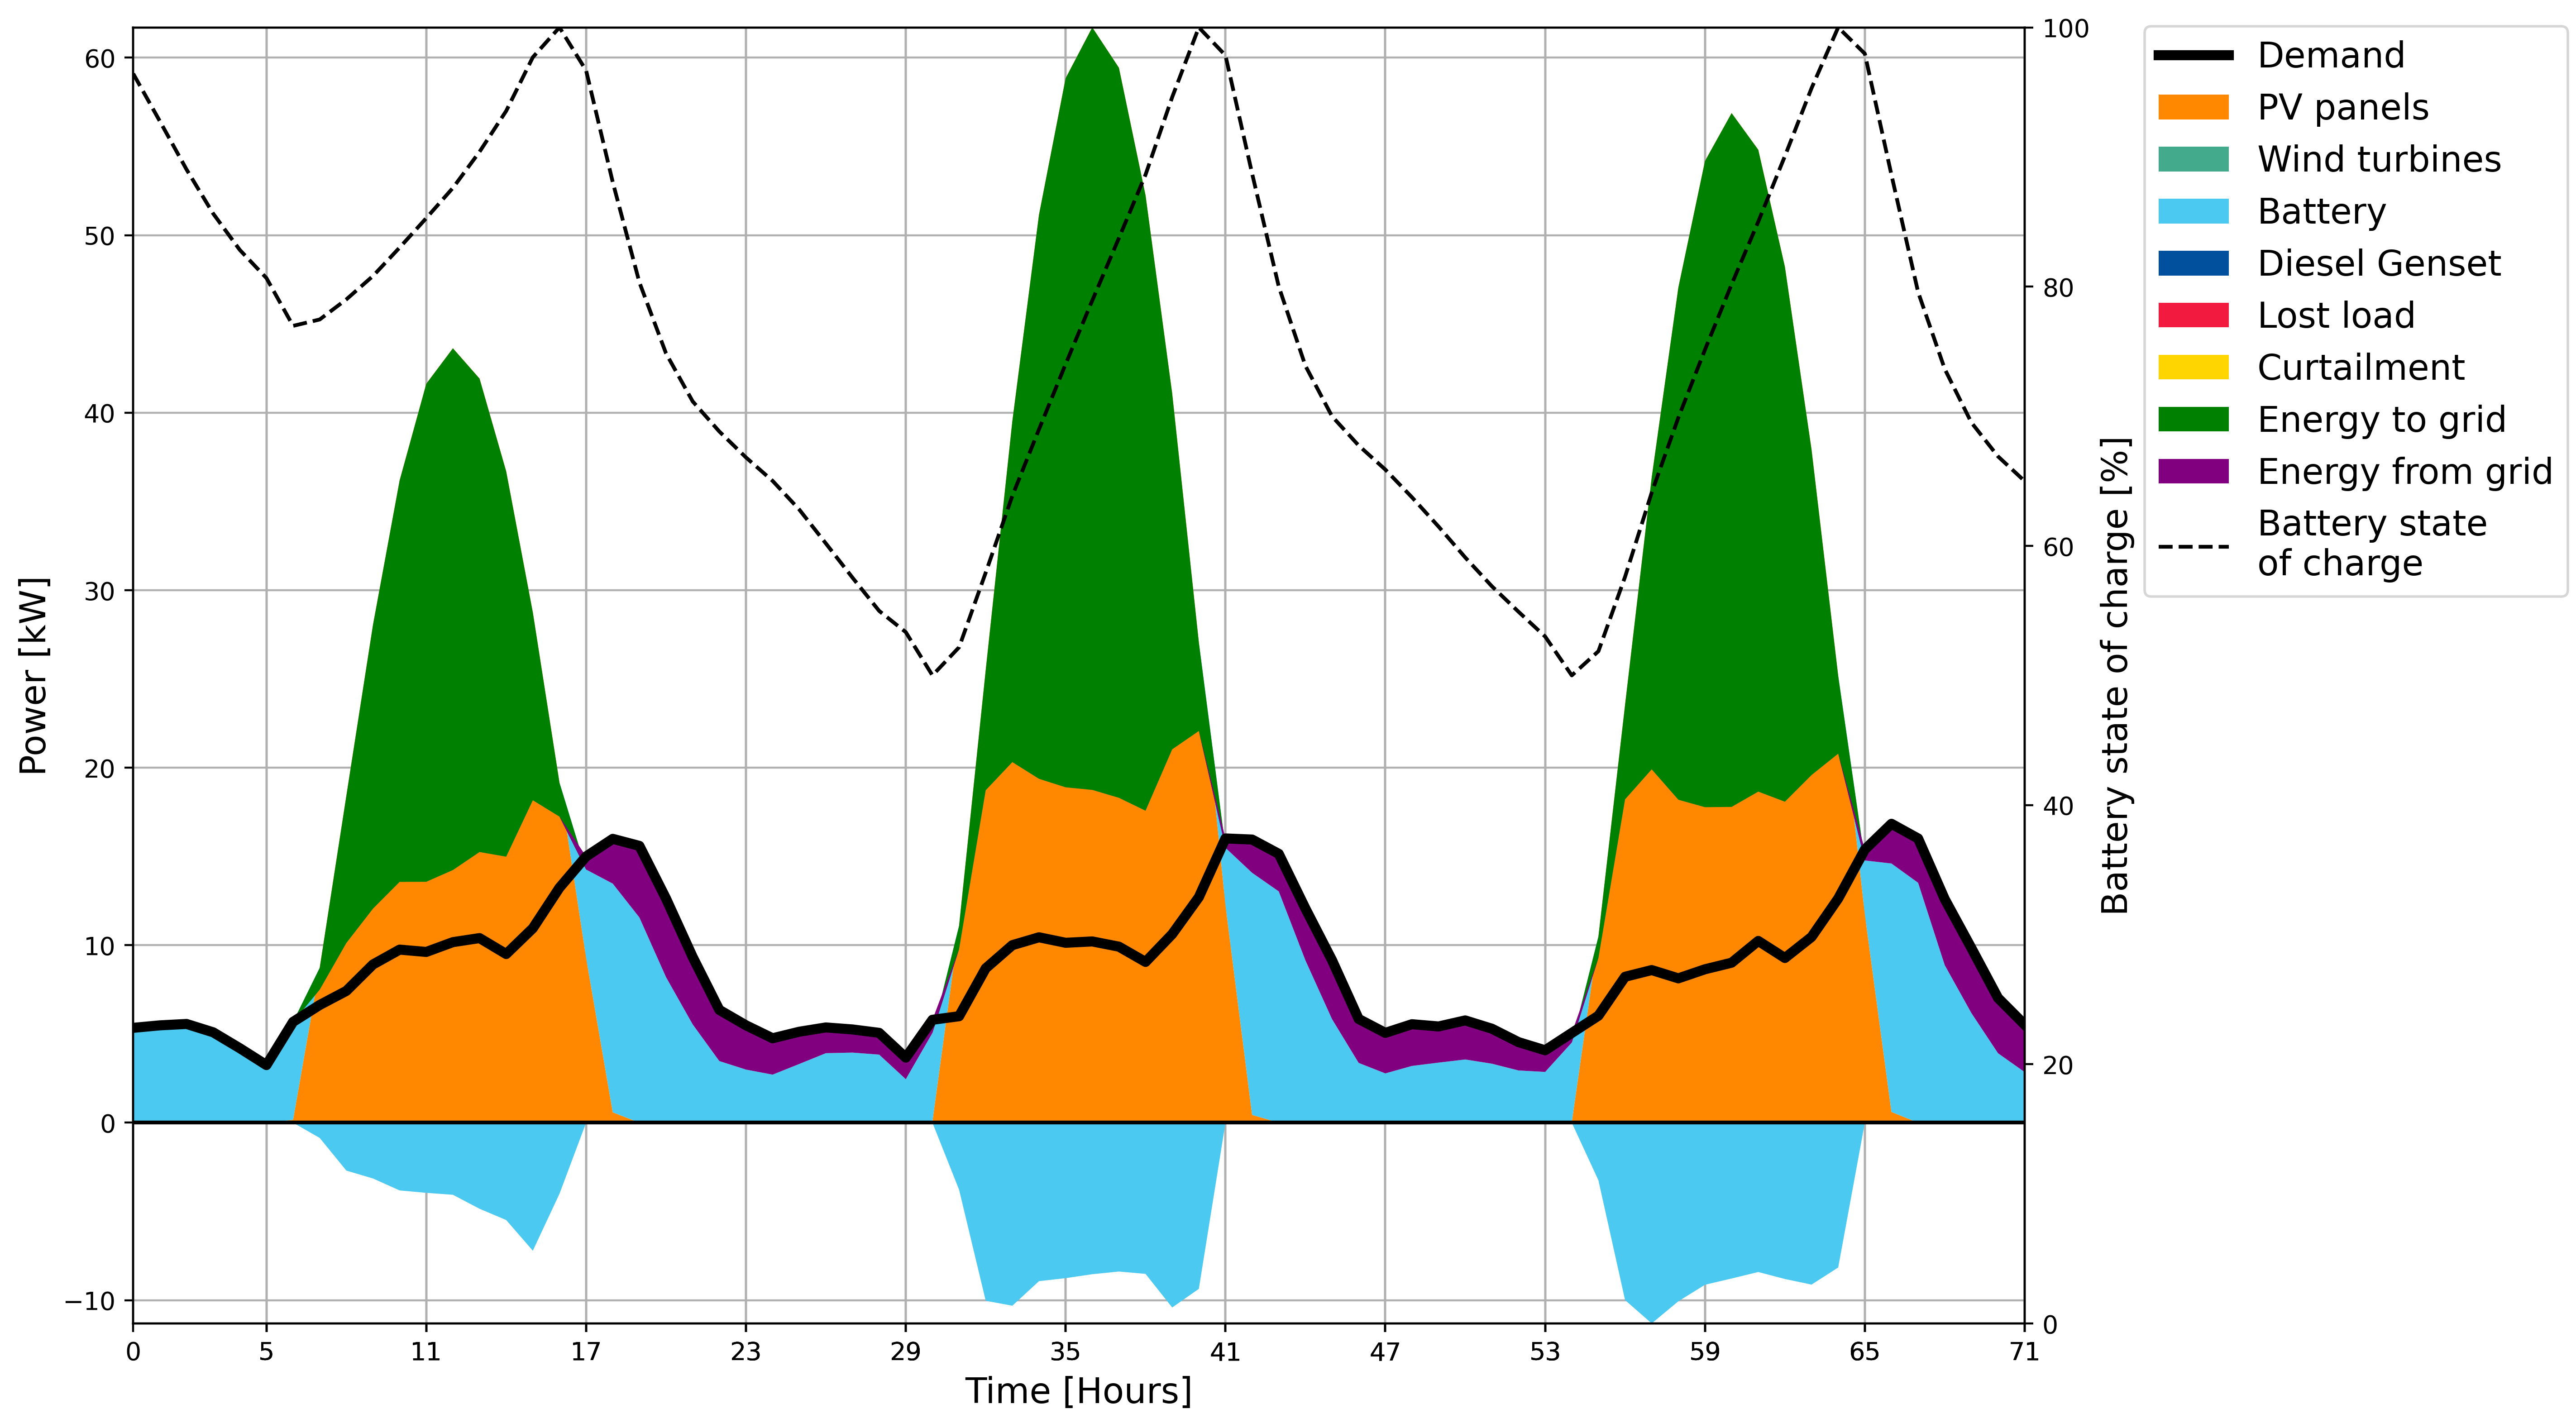 60
50
40
30
20
10
0
−10
Power [kW]
0 5 11 17 23 29 35 41 47 53 59 65 71
Time [Hours]
100
80
60
40
20
0
Battery state of charge [%]
Demand
PV panels
Wind turbines
Battery
Diesel Genset
Lost load
Curtailment
Energy to grid
Energy from grid
Battery state
of charge